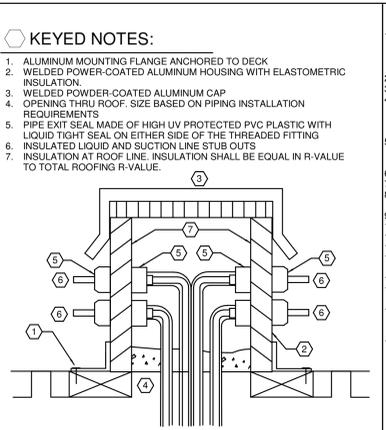 KEYED NOTES:
1. ALUMINUM MOUNTING FLANGE ANCHORED TO DECK
2. WELDED POWER-COATED ALUMINUM HOUSING WITH ELASTOMETRIC
INSULATION.
3. WELDED POWDER-COATED ALUMINUM CAP
4. OPENING THRU ROOF. SIZE BASED ON PIPING INSTALLATION
REQUIREMENTS
5. PIPE EXIT SEAL MADE OF HIGH UV PROTECTED PVC PLASTIC WITH
LIQUID TIGHT SEAL ON EITHER SIDE OF THE THREADED FITTING
6. INSULATED LIQUID AND SUCTION LINE STUB OUTS
7. INSULATION AT ROOF LINE. INSULATION SHALL BE EQUAL IN R-VALUE
TO TOTAL ROOFING R-VALUE.
3
7
5 5 5 5
6 6
6 6
1 2
4